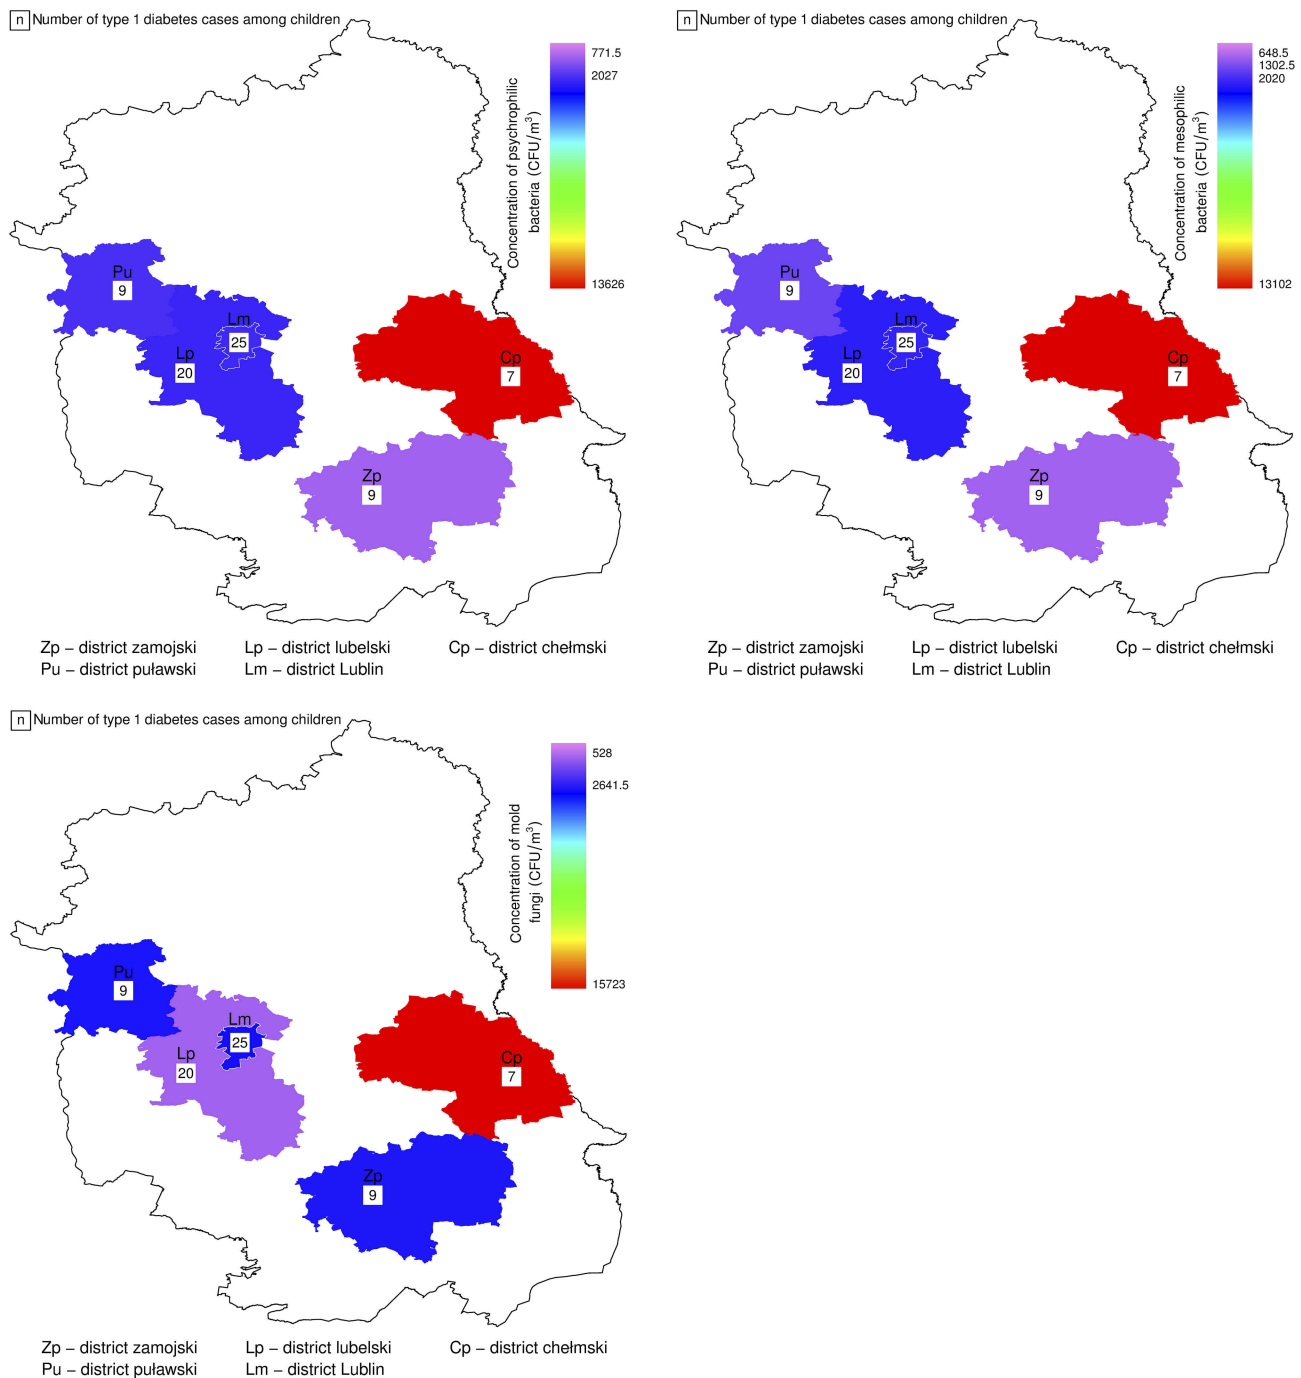 n Number of type 1 diabetes cases among children
Concentration of psychrophilic
bacteria (CFU/m³)
771.5
2027
13626
Pu
9
Lm
25
Lp
20
Cp
7
Zp
9
Zp – district zamojski Lp – district lubelski Cp – district chełmski
Pu – district puławski Lm – district Lublin
n Number of type 1 diabetes cases among children
Concentration of mesophilic
bacteria (CFU/m³)
648.5
1302.5
2020
13102
Pu
9
Lm
25
Lp
20
Cp
7
Zp
9
Zp – district zamojski Lp – district lubelski Cp – district chełmski
Pu – district puławski Lm – district Lublin
n Number of type 1 diabetes cases among children
Concentration of mold
fungi (CFU/m³)
528
2641.5
15723
Pu
9
Lm
25
Lp
20
Cp
7
Zp
9
Zp – district zamojski Lp – district lubelski Cp – district chełmski
Pu – district puławski Lm – district Lublin